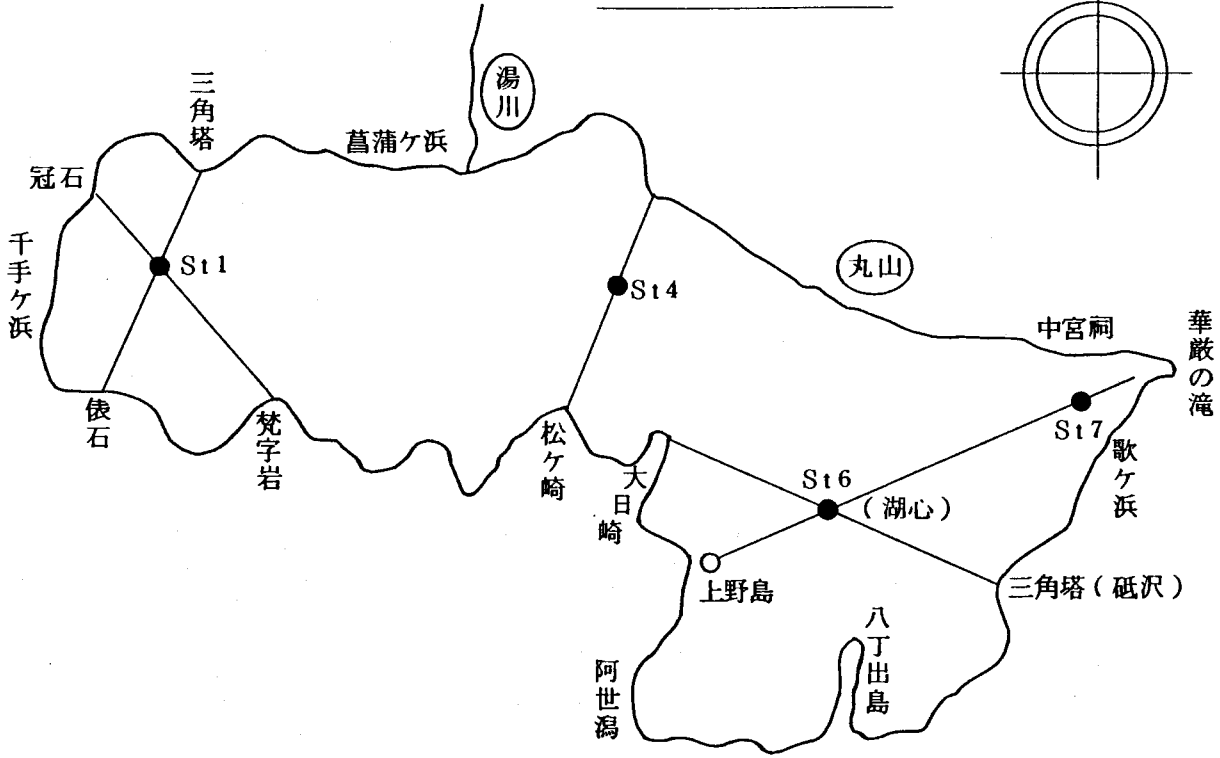 湯川
三角塔
菖蒲ケ浜
冠石
千手ケ浜
St1
St4
丸山
中宮祠
華厳の滝
俵石
梵字岩
松ケ崎
大日崎
St7
歌ケ浜
St6
(湖心)
上野島
三角塔(砥沢)
八丁出島
阿世潟